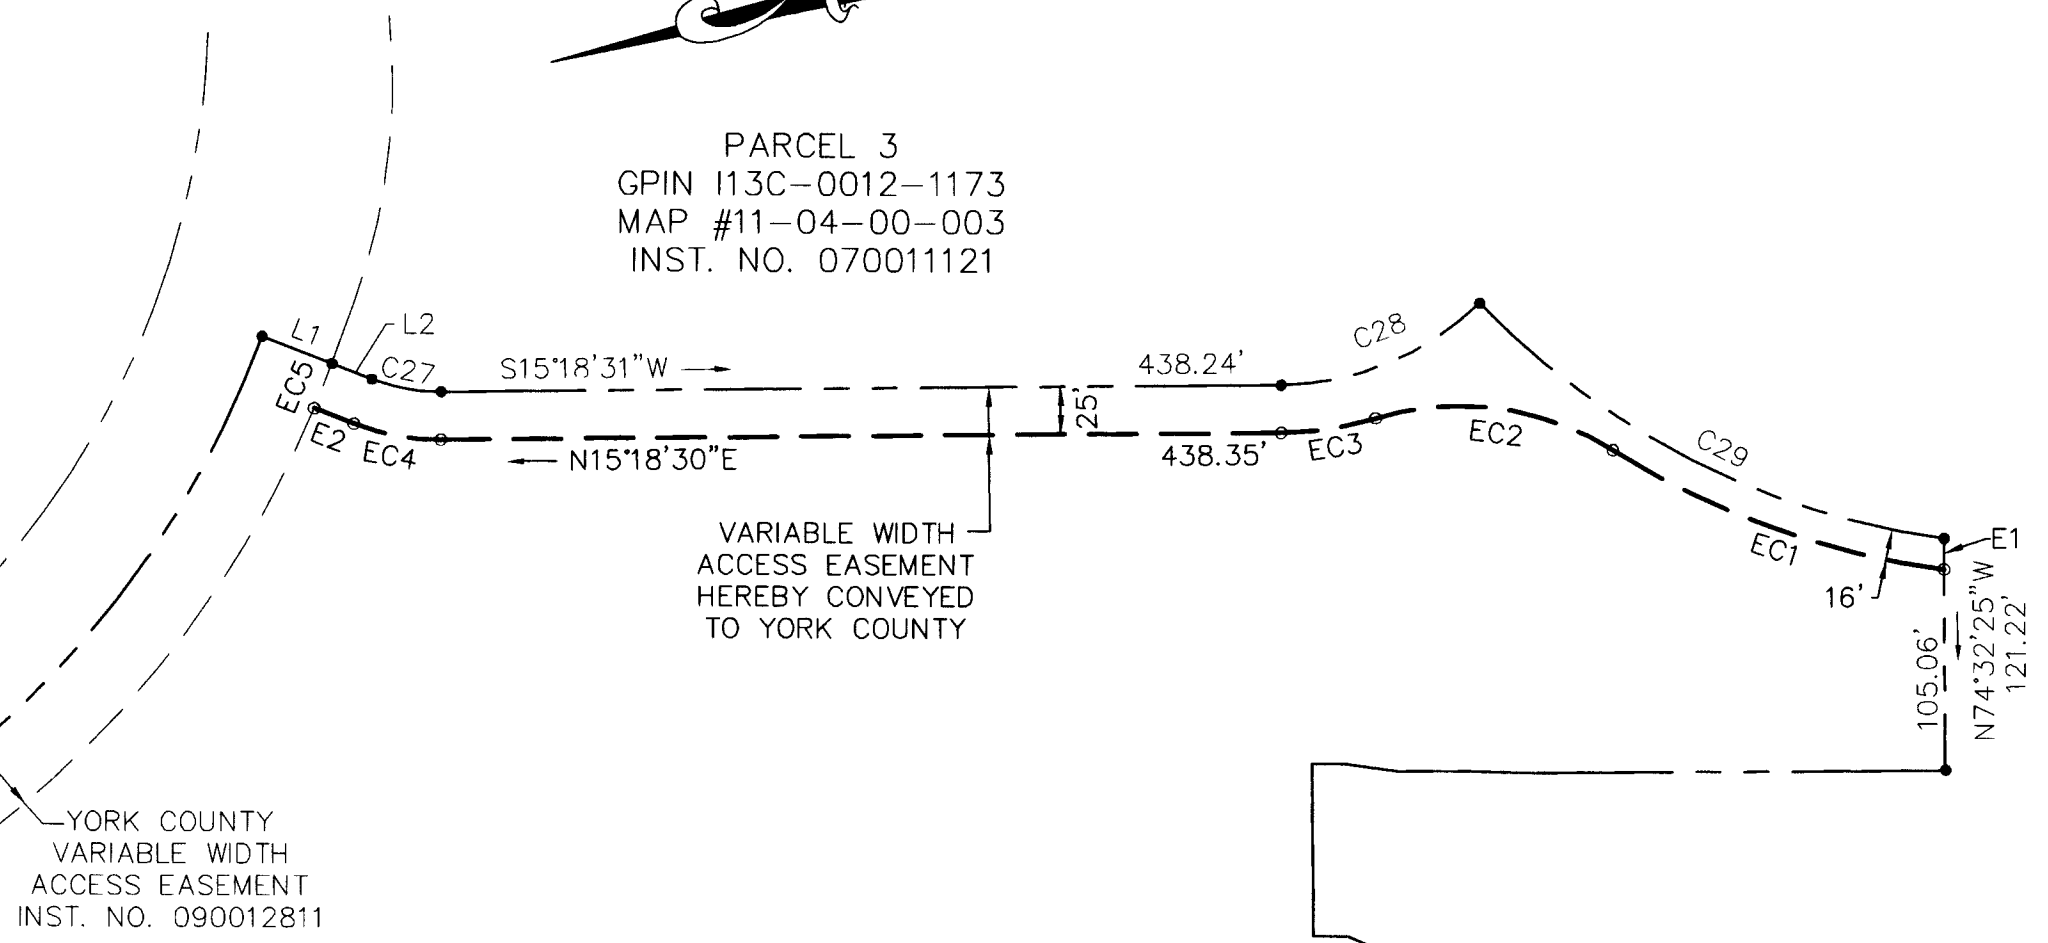 PARCEL 3
GPIN I13C-0012-1173
MAP #11-04-00-003
INST. NO. 070011121
L1
L2
C27
EC5
E2
EC4
S15°18'31"W
438.24'
C28
25'
N15°18'30"E
438.35'
EC3
EC2
C29
EC1
E1
16'
105.06'
N74°32'25"W
121.22'
VARIABLE WIDTH
ACCESS EASEMENT
HEREBY CONVEYED
TO YORK COUNTY
YORK COUNTY
VARIABLE WIDTH
ACCESS EASEMENT
INST. NO. 090012811